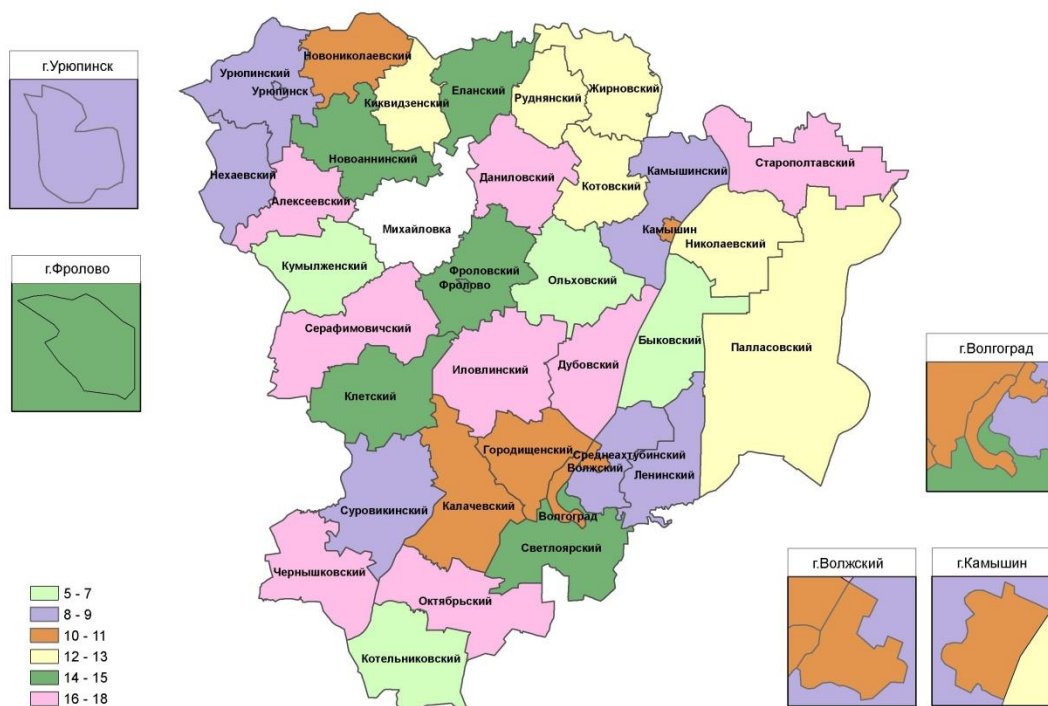 г.Урюпинск
г.Фролово
Новониколаевский
Урюпинский
Урюпинск
Киквидзенский
Еланский
Руднянский
Жирновский
Новоаннинский
Нехаевский
Алексеевский
Даниловский
Котовский
Камышинский
Старополтавский
Михайловка
Камышин
Николаевский
Кумылженский
Фроловский
Фролово
Ольховский
Серафимовичский
Быковский
Палласовский
Иловлинский
Дубовский
Клетский
Городищенский
Среднеахтубинский
Волжский
Ленинский
Суровикинский
Калачевский
Волгоград
Светлоярский
Чернышковский
Октябрьский
Котельниковский
г.Волгоград
г.Волжский
г.Камышин
5 - 7
8 - 9
10 - 11
12 - 13
14 - 15
16 - 18